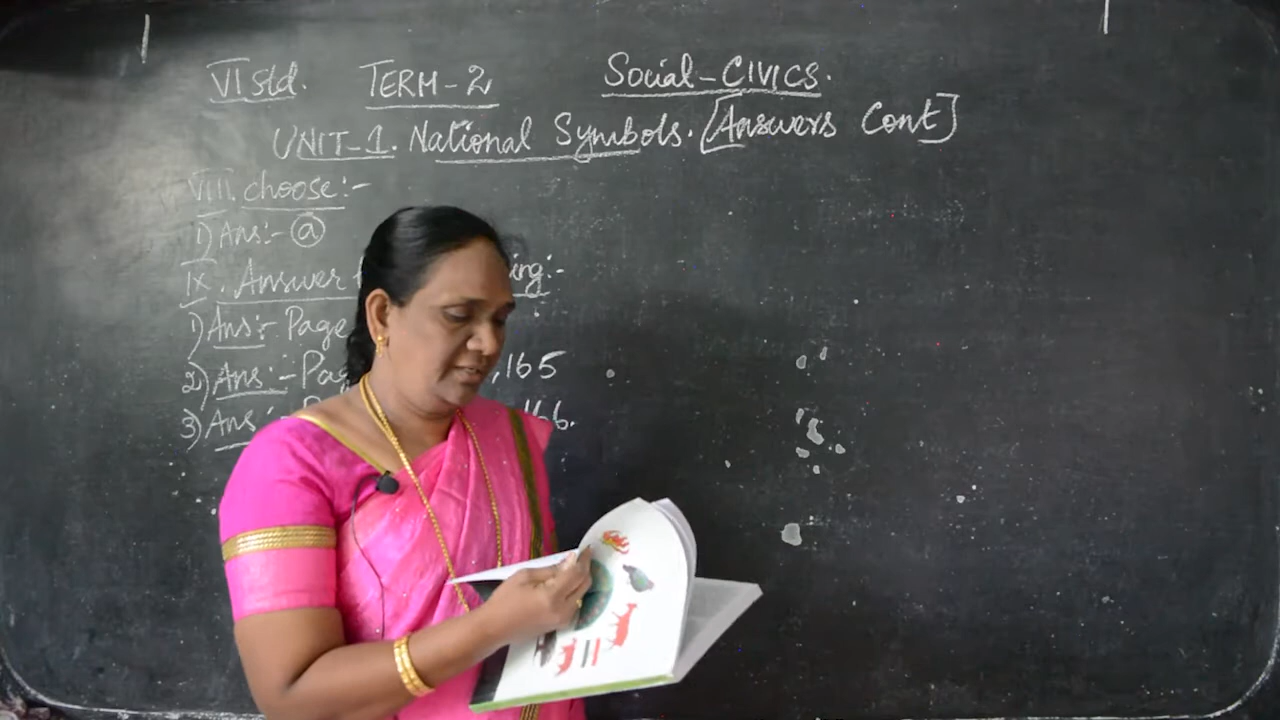 VI std. TERM-2 Social-CIVICS.
UNIT-1. National Symbols. [Answers Cont]
VIII. choose:-
1) Ans:- (a)
IX. Answer
1) Ans:- Page
2) Ans:- ,165
3) Ans: 166.